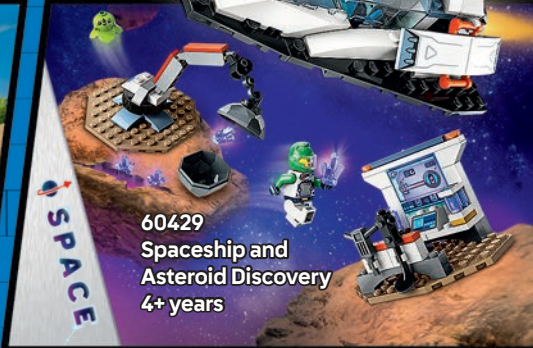 SPACE
60429
Spaceship and
Asteroid Discovery
4+ years